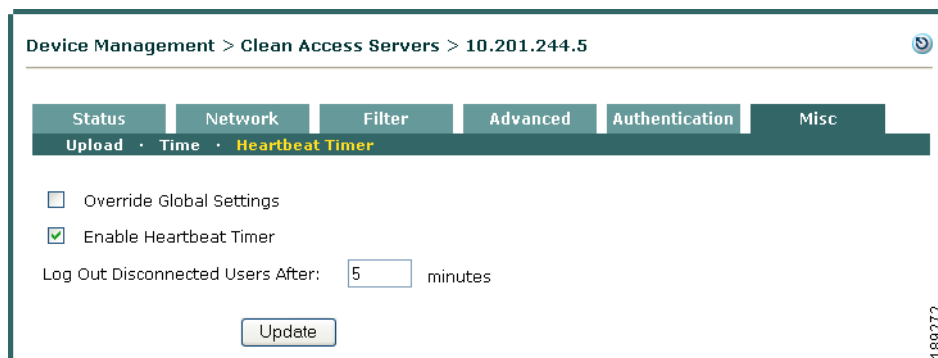 Device Management > Clean Access Servers > 10.201.244.5
Status Network Filter Advanced Authentication Misc
Upload · Time · Heartbeat Timer
Override Global Settings
Enable Heartbeat Timer
Log Out Disconnected Users After: 5 minutes
Update
189272